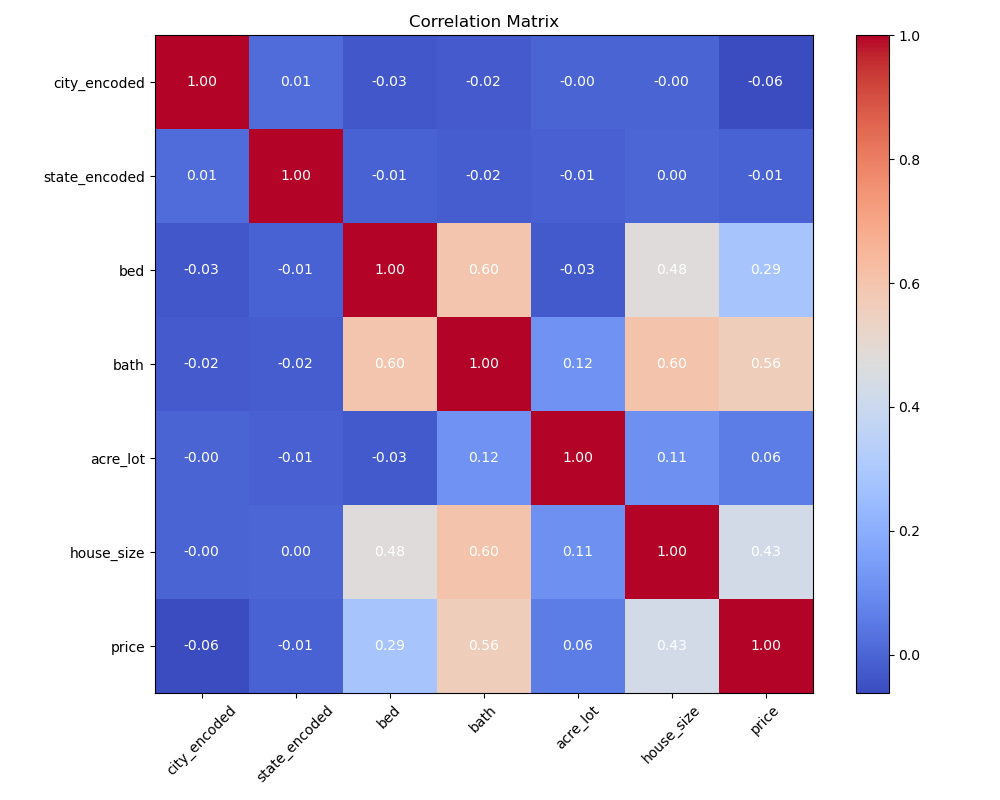 Correlation Matrix
city_encoded 1.00 0.01 -0.03 -0.02 -0.00 -0.00 -0.06
state_encoded 0.01 1.00 -0.01 -0.02 -0.01 0.00 -0.01
bed -0.03 -0.01 1.00 0.60 -0.03 0.48 0.29
bath -0.02 -0.02 0.60 1.00 0.12 0.60 0.56
acre_lot -0.00 -0.01 -0.03 0.12 1.00 0.11 0.06
house_size -0.00 0.00 0.48 0.60 0.11 1.00 0.43
price -0.06 -0.01 0.29 0.56 0.06 0.43 1.00
city_encoded state_encoded bed bath acre_lot house_size price
1.0
0.8
0.6
0.4
0.2
0.0